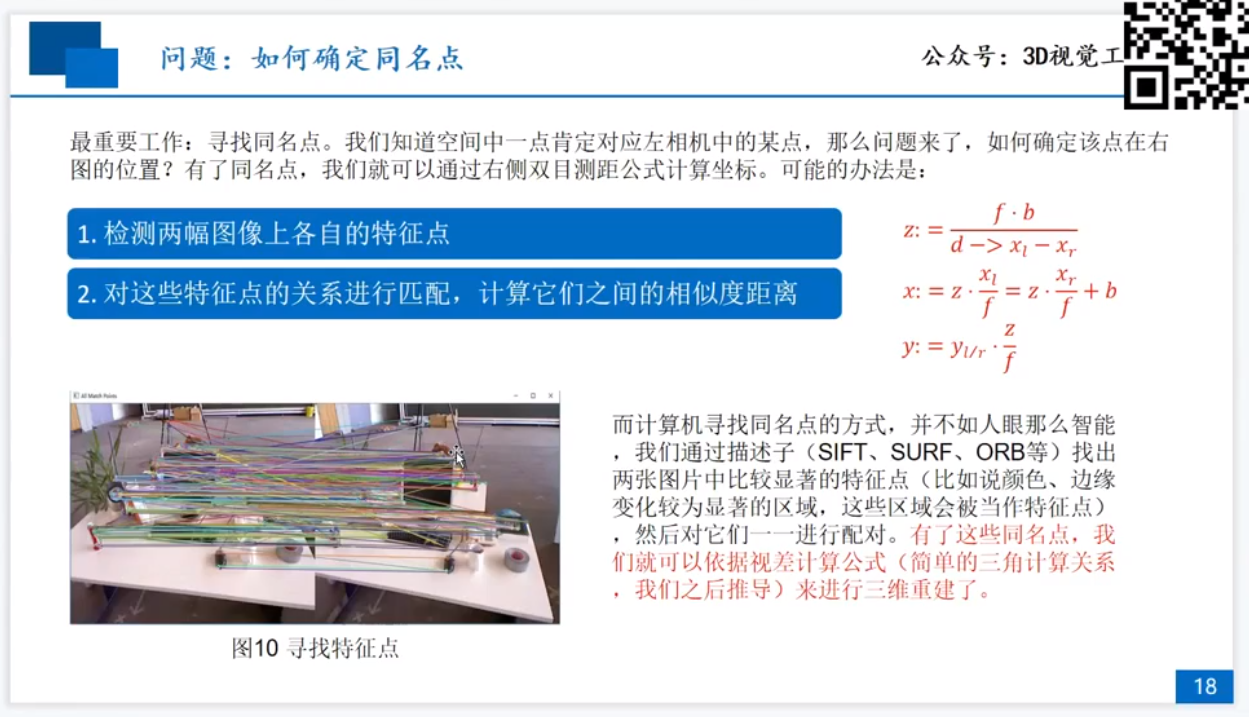 问题：如何确定同名点
公众号：3D视觉工
最重要工作：寻找同名点。我们知道空间中一点肯定对应左相机中的某点，那么问题来了，如何确定该点在右
图的位置？有了同名点，我们就可以通过右侧双目测距公式计算坐标。可能的办法是：
1. 检测两幅图像上各自的特征点
2. 对这些特征点的关系进行匹配，计算它们之间的相似度距离
z: = f · b / d −> x_l − x_r
x: = z · x_l / f = z · x_r / f + b
y: = y_l/r · z / f
All Match Points
而计算机寻找同名点的方式，并不如人眼那么智能
，我们通过描述子（SIFT、SURF、ORB等）找出
两张图片中比较显著的特征点（比如说颜色、边缘
变化较为显著的区域，这些区域会被当作特征点）
，然后对它们一一进行配对。有了这些同名点，我
们就可以依据视差计算公式（简单的三角计算关系
，我们之后推导）来进行三维重建了。
图10 寻找特征点
18